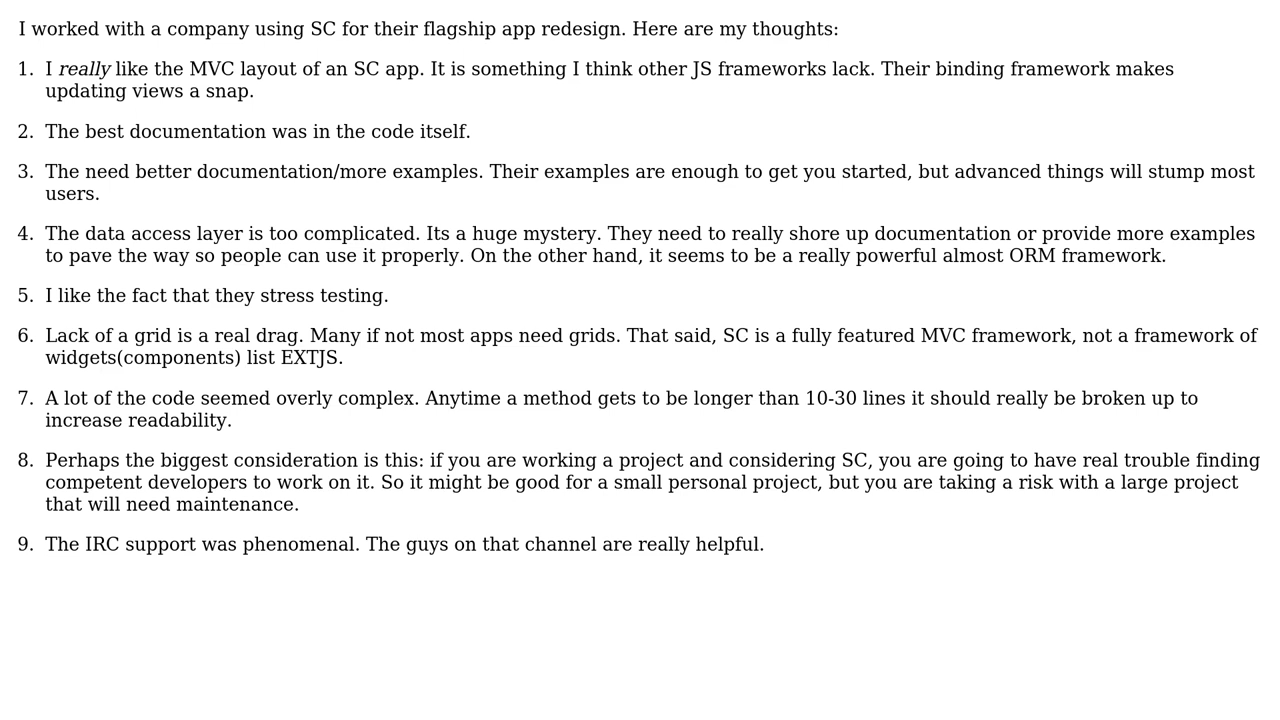 I worked with a company using SC for their flagship app redesign. Here are my thoughts:
1. I really like the MVC layout of an SC app. It is something I think other JS frameworks lack. Their binding framework makes
updating views a snap.
2. The best documentation was in the code itself.
3. The need better documentation/more examples. Their examples are enough to get you started, but advanced things will stump most
users.
4. The data access layer is too complicated. Its a huge mystery. They need to really shore up documentation or provide more examples
to pave the way so people can use it properly. On the other hand, it seems to be a really powerful almost ORM framework.
5. I like the fact that they stress testing.
6. Lack of a grid is a real drag. Many if not most apps need grids. That said, SC is a fully featured MVC framework, not a framework of
widgets(components) list EXTJS.
7. A lot of the code seemed overly complex. Anytime a method gets to be longer than 10-30 lines it should really be broken up to
increase readability.
8. Perhaps the biggest consideration is this: if you are working a project and considering SC, you are going to have real trouble finding
competent developers to work on it. So it might be good for a small personal project, but you are taking a risk with a large project
that will need maintenance.
9. The IRC support was phenomenal. The guys on that channel are really helpful.